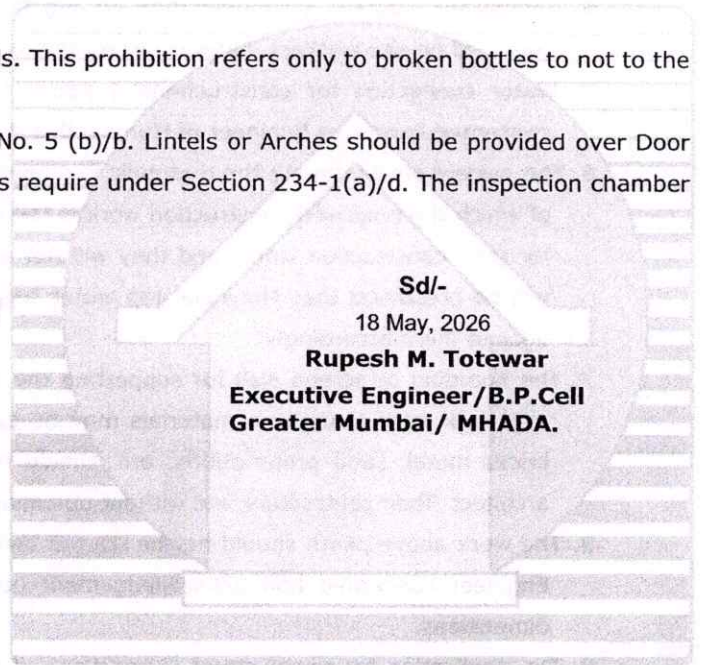 s. This prohibition refers only to broken bottles to not to the
No. 5 (b)/b. Lintels or Arches should be provided over Door
s require under Section 234-1(a)/d. The inspection chamber
Sd/-
18 May, 2026
Rupesh M. Totewar
Executive Engineer/B.P.Cell
Greater Mumbai/ MHADA.